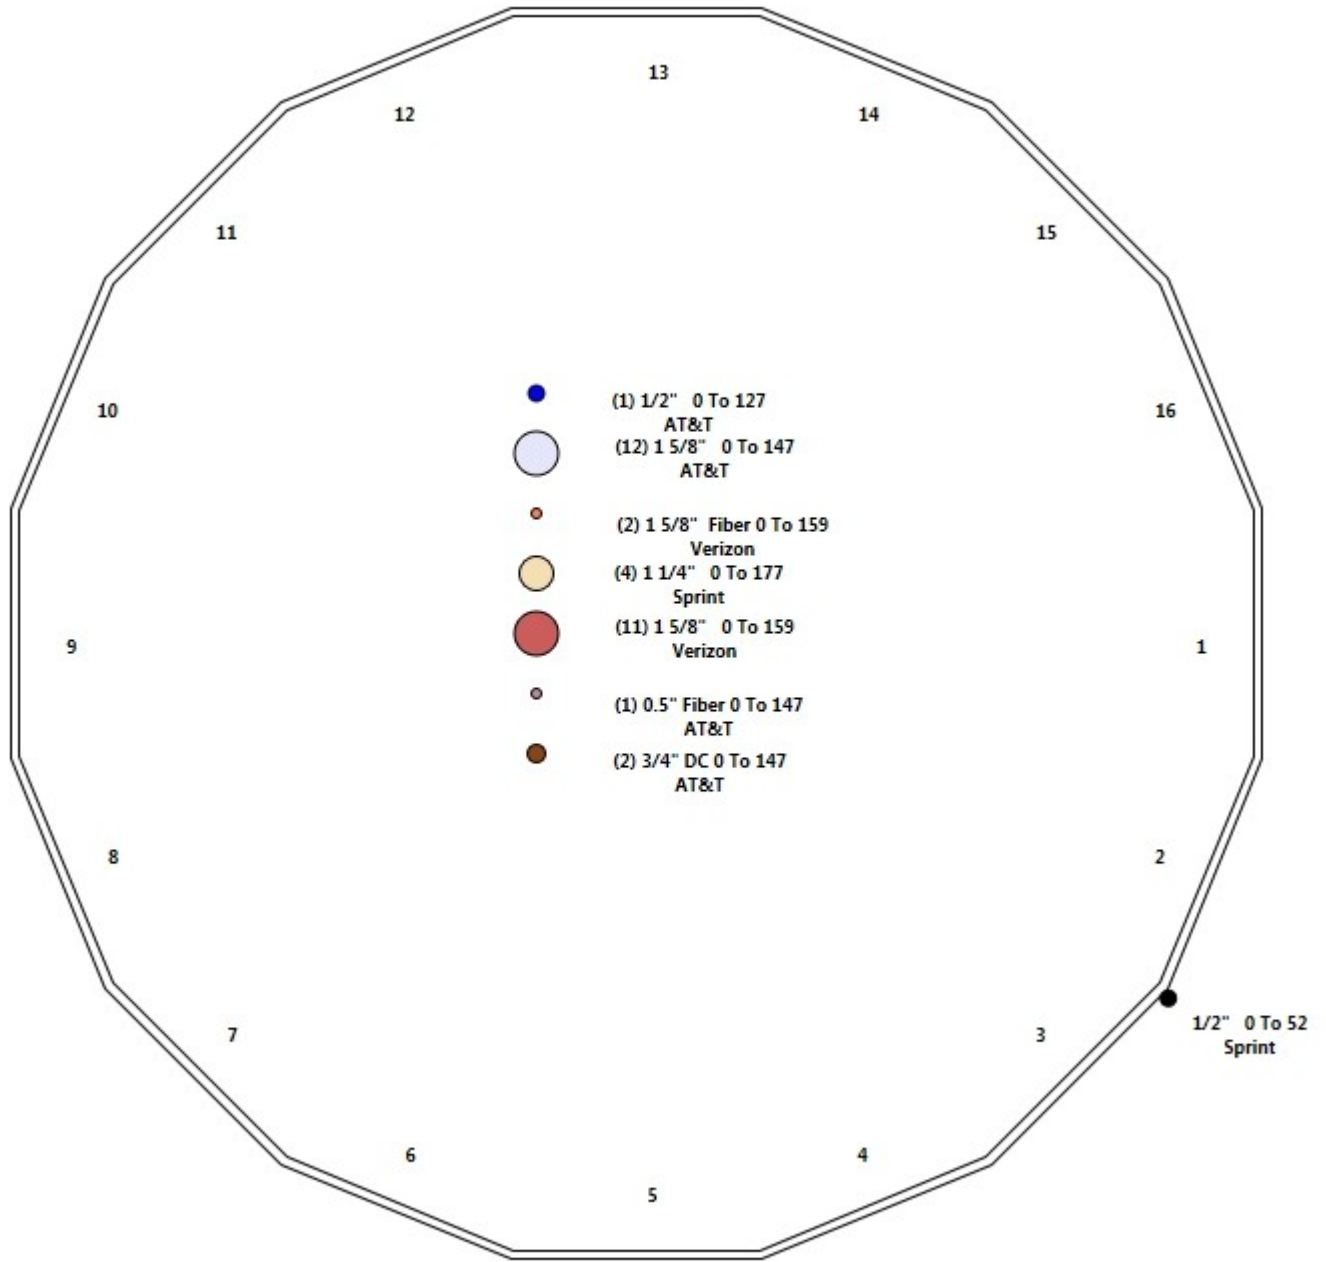 13
12
14
11
15
(1) 1/2"   0 To 127
AT&T
10
16
(12) 1 5/8"   0 To 147
AT&T
(2) 1 5/8"  Fiber 0 To 159
Verizon
(4) 1 1/4"   0 To 177
Sprint
(11) 1 5/8"   0 To 159
Verizon
9
1
(1) 0.5" Fiber 0 To 147
AT&T
(2) 3/4" DC 0 To 147
AT&T
8
2
7
3
1/2"   0 To 52
Sprint
6
4
5